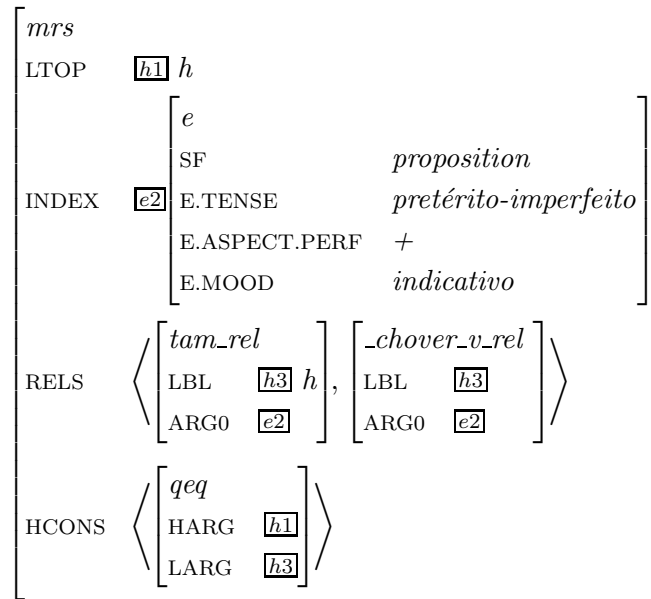 mrs
LTOP h1 h
e
SF proposition
INDEX e2 E.TENSE pretérito-imperfeito
E.ASPECT.PERF +
E.MOOD indicativo
tam_rel _chover_v_rel
RELS LBL h3 h , LBL h3
ARG0 e2 ARG0 e2
qeq
HCONS HARG h1
LARG h3